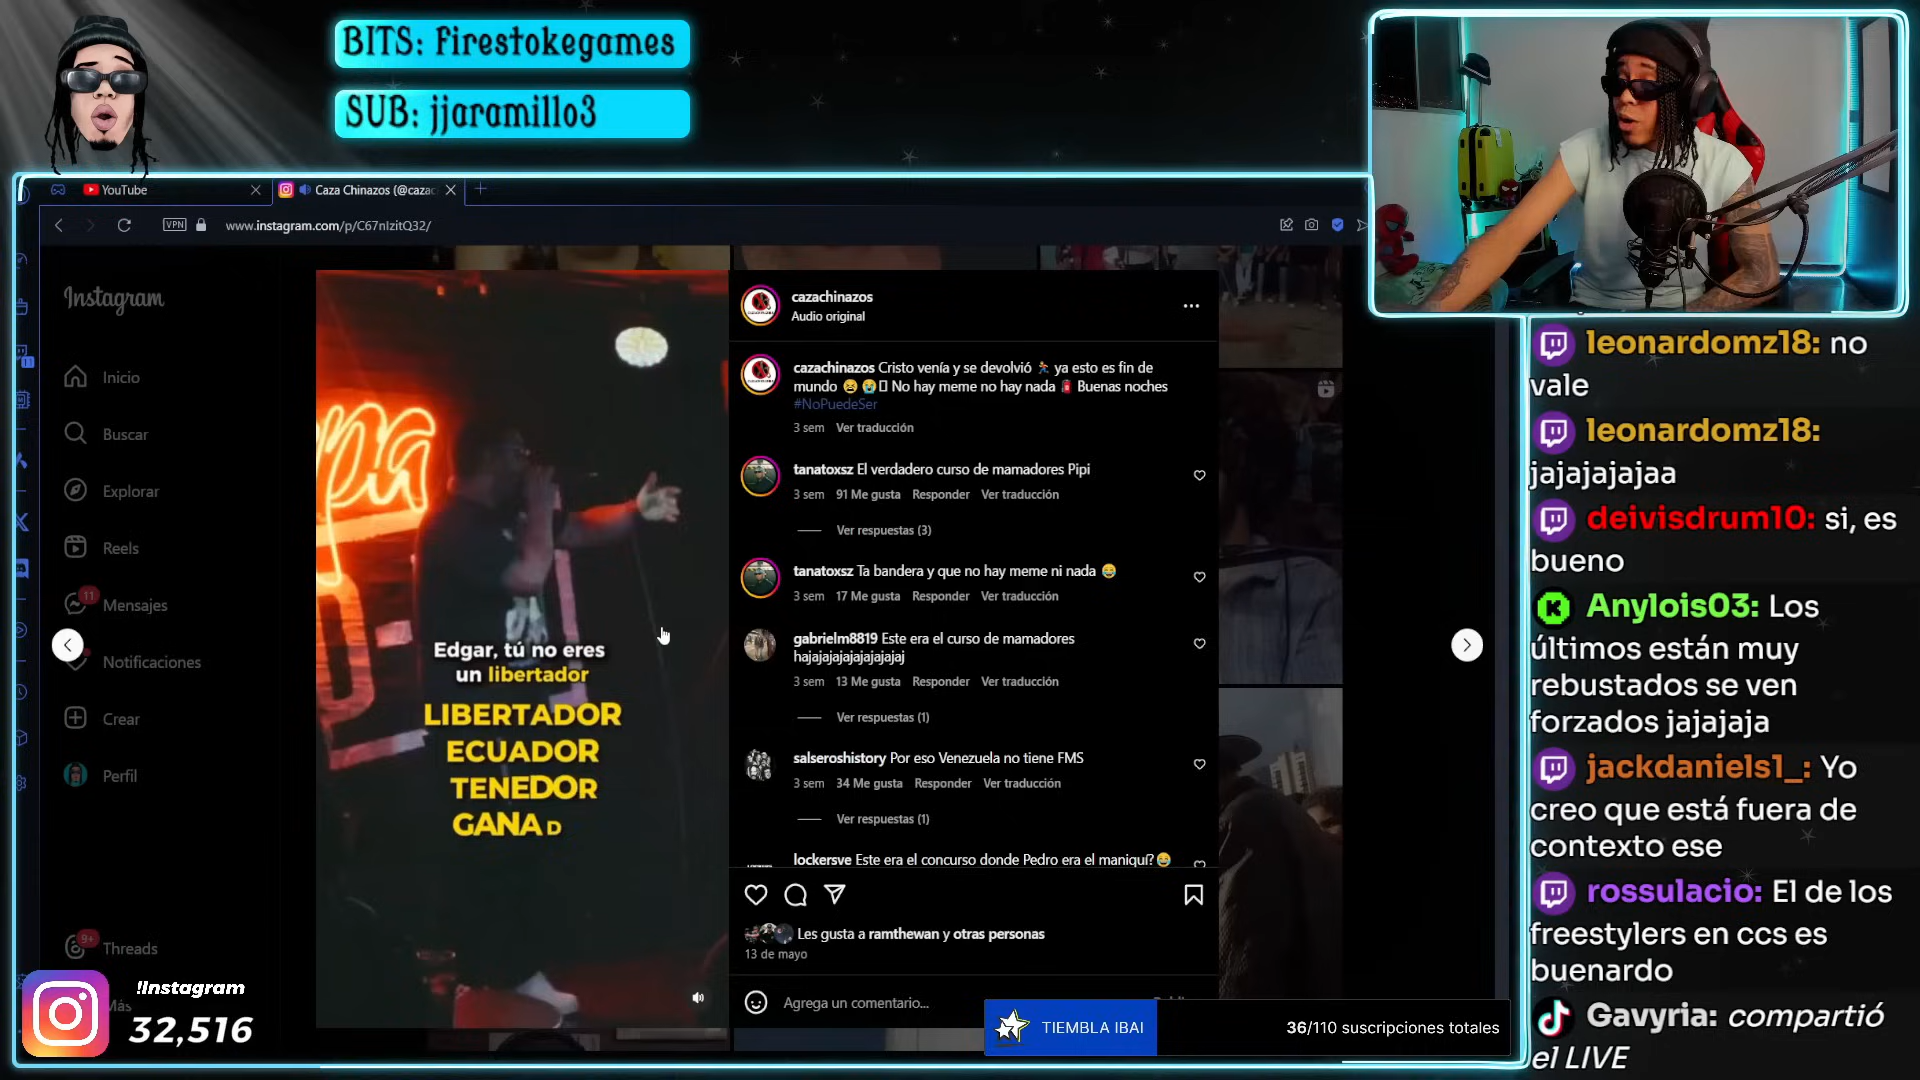 BITS: Firestokegames
SUB: jjaramillo3
YouTube
Caza Chinazos (@cazac
VPN
www.instagram.com/p/C67nIzitQ32/
Instagram
Inicio
Buscar
Explorar
Reels
11
Mensajes
Notificaciones
Crear
Perfil
9+
Threads
Más
!Instagram
32,516
Edgar, tú no eres
un libertador
LIBERTADOR
ECUADOR
TENEDOR
GANA D
cazachinazos
Audio original
cazachinazos Cristo venía y se devolvió 🏃 ya esto es fin de
mundo 😫 😭 No hay meme no hay nada 🧯 Buenas noches
#NoPuedeSer
3 sem Ver traducción
tanatoxsz El verdadero curso de mamadores Pipi
3 sem 91 Me gusta Responder Ver traducción
Ver respuestas (3)
tanatoxsz Ta bandera y que no hay meme ni nada 😂
3 sem 17 Me gusta Responder Ver traducción
gabrielm8819 Este era el curso de mamadores
hajajajajajajajajaj
3 sem 13 Me gusta Responder Ver traducción
Ver respuestas (1)
salseroshistory Por eso Venezuela no tiene FMS
3 sem 34 Me gusta Responder Ver traducción
Ver respuestas (1)
lockersve Este era el concurso donde Pedro era el maniquí?😂
Les gusta a ramthewan y otras personas
13 de mayo
Agrega un comentario...
TIEMBLA IBAI
36/110 suscripciones totales
leonardomz18: no
vale
leonardomz18:
jajajajajaa
deivisdrum10: si, es
bueno
Anylois03: Los
últimos están muy
rebustados se ven
forzados jajajaja
jackdaniels1_: Yo
creo que está fuera de
contexto ese
rossulacio: El de los
freestylers en ccs es
buenardo
Gavyria: compartió
el LIVE